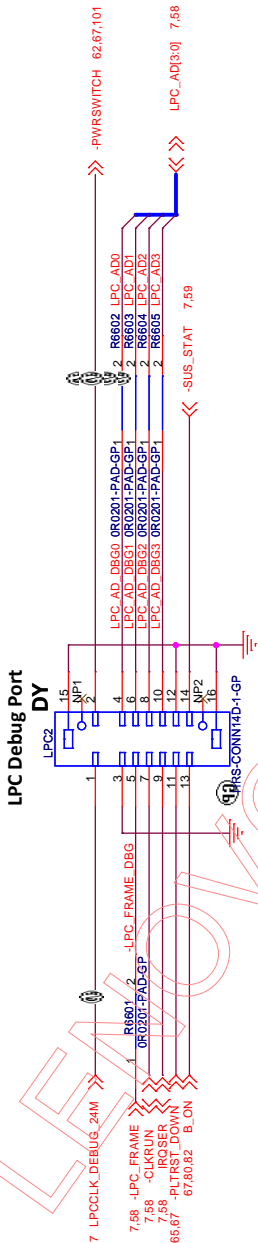 LPC Debug Port
DY
LPC2
15
NP1
2
4
6
8
10
12
14
NP2
16
1
3
5
7
9
11
13
HRS-CONN14D-1-GP
-PWRSWITCH 62,67,101
LPC_AD_DBG0 0R0201-PAD-GP1 2 R6602 LPC_AD0
LPC_AD_DBG1 0R0201-PAD-GP1 2 R6603 LPC_AD1
LPC_AD_DBG2 0R0201-PAD-GP1 2 R6604 LPC_AD2
LPC_AD_DBG3 0R0201-PAD-GP1 2 R6605 LPC_AD3
LPC_AD[3:0] 7,58
-SUS_STAT 7,59
7 LPCCLK_DEBUG_24M
7,58 -LPC_FRAME
1 R6601 2 -LPC_FRAME_DBG
0R0201-PAD-GP
7,58 -CLKRUN
7,58 IRQSER
65,67 -PLTRST_DOWN
67,80,82 B_ON
LENOVO